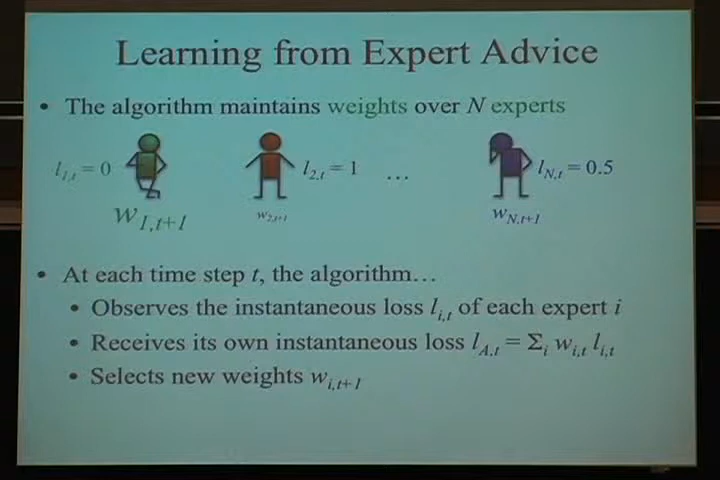 Learning from Expert Advice
• The algorithm maintains weights over N experts
l1,t = 0
l2,t = 1
...
lN,t = 0.5
w1,t+1
w2,t+1
wN,t+1
• At each time step t, the algorithm…
• Observes the instantaneous loss li,t of each expert i
• Receives its own instantaneous loss lA,t = Σi wi,t li,t
• Selects new weights wi,t+1